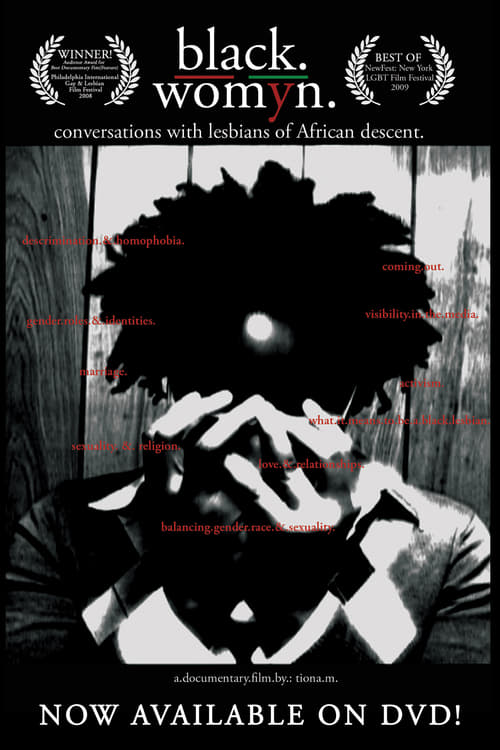 WINNER!
Audience Award for
Best Documentary Film(Feature)
Philadelphia International
Gay & Lesbian
Film Festival
2008
black.
womyn.
BEST OF
NewFest: New York
LGBT Film Festival
2009
conversations with lesbians of African descent.
descrimination.&.homophobia.
coming.out.
gender.roles.&.identities.
visibility.in.the.media.
marriage.
activism.
what.it.means.to.be.a.black.lesbian.
sexuality.&.religion.
love.&.relationships.
balancing.gender.race.&.sexuality.
a.documentary.film.by.: tiona.m.
NOW AVAILABLE ON DVD!